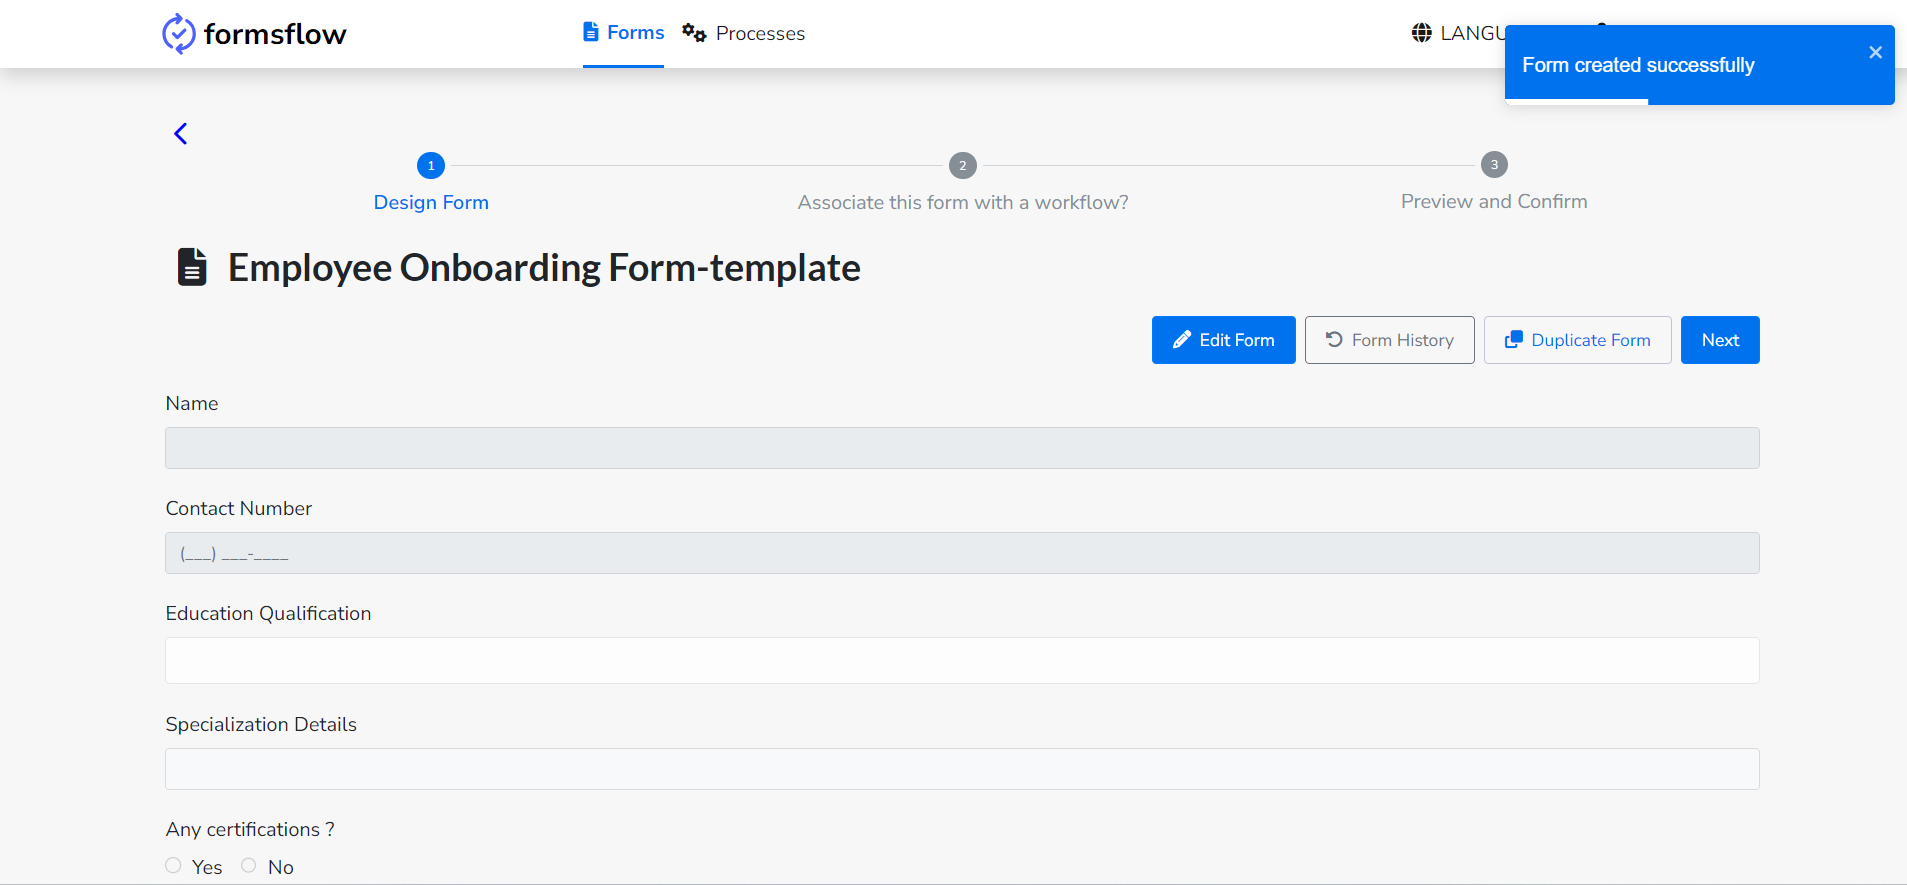 formsflow
Forms Processes
Form created successfully
1 2 3
Design Form Associate this form with a workflow? Preview and Confirm
Employee Onboarding Form-template
Edit Form Form History Duplicate Form Next
Name
Contact Number
(___) ___-____
Education Qualification
Specialization Details
Any certifications ?
Yes No